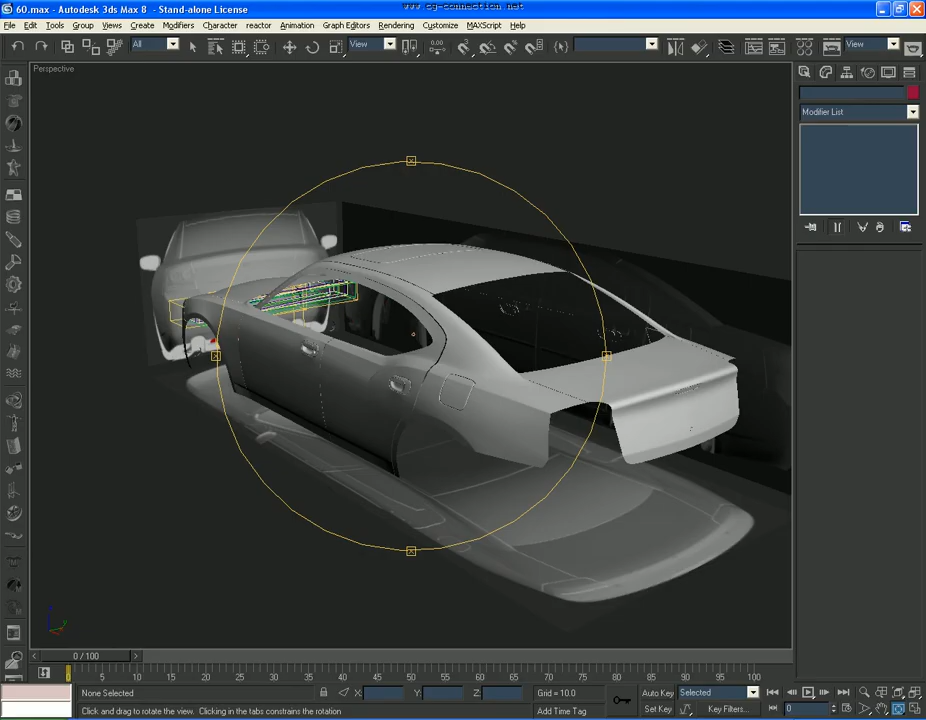 60.max - Autodesk 3ds Max 8 - Stand-alone License
www.cg-connection.net
File Edit Tools Group Views Create Modifiers Character reactor Animation Graph Editors Rendering Customize MAXScript Help
All View View
Perspective
Modifier List
0 / 100
0 5 10 15 20 25 30 35 40 45 50 55 60 65 70 75 80 85 90 95 100
None Selected X: Y: Z: Grid = 10.0 Auto Key Selected
Click and drag to rotate the view. Clicking in the tabs constrains the rotation Add Time Tag Set Key Key Filters... 0